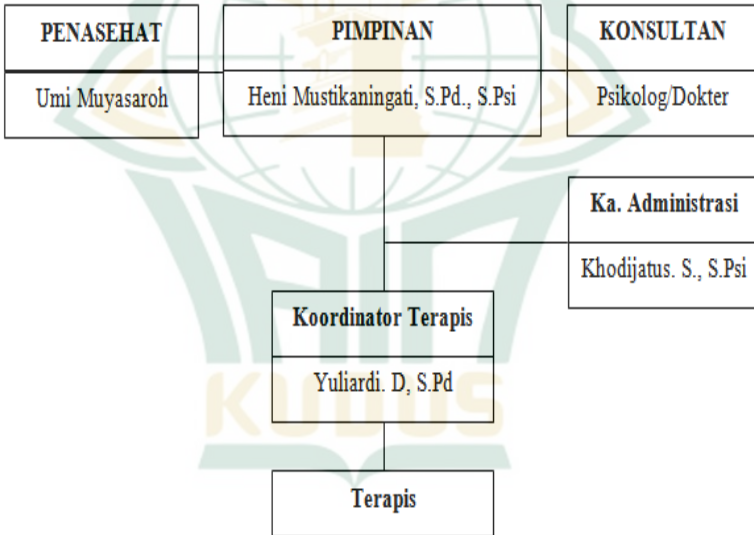 PENASEHAT
Umi Muyasaroh
PIMPINAN
Heni Mustikaningati, S.Pd., S.Psi
KONSULTAN
Psikolog/Dokter
Ka. Administrasi
Khodijatus. S., S.Psi
Koordinator Terapis
Yuliardi. D, S.Pd
KUDUS
Terapis